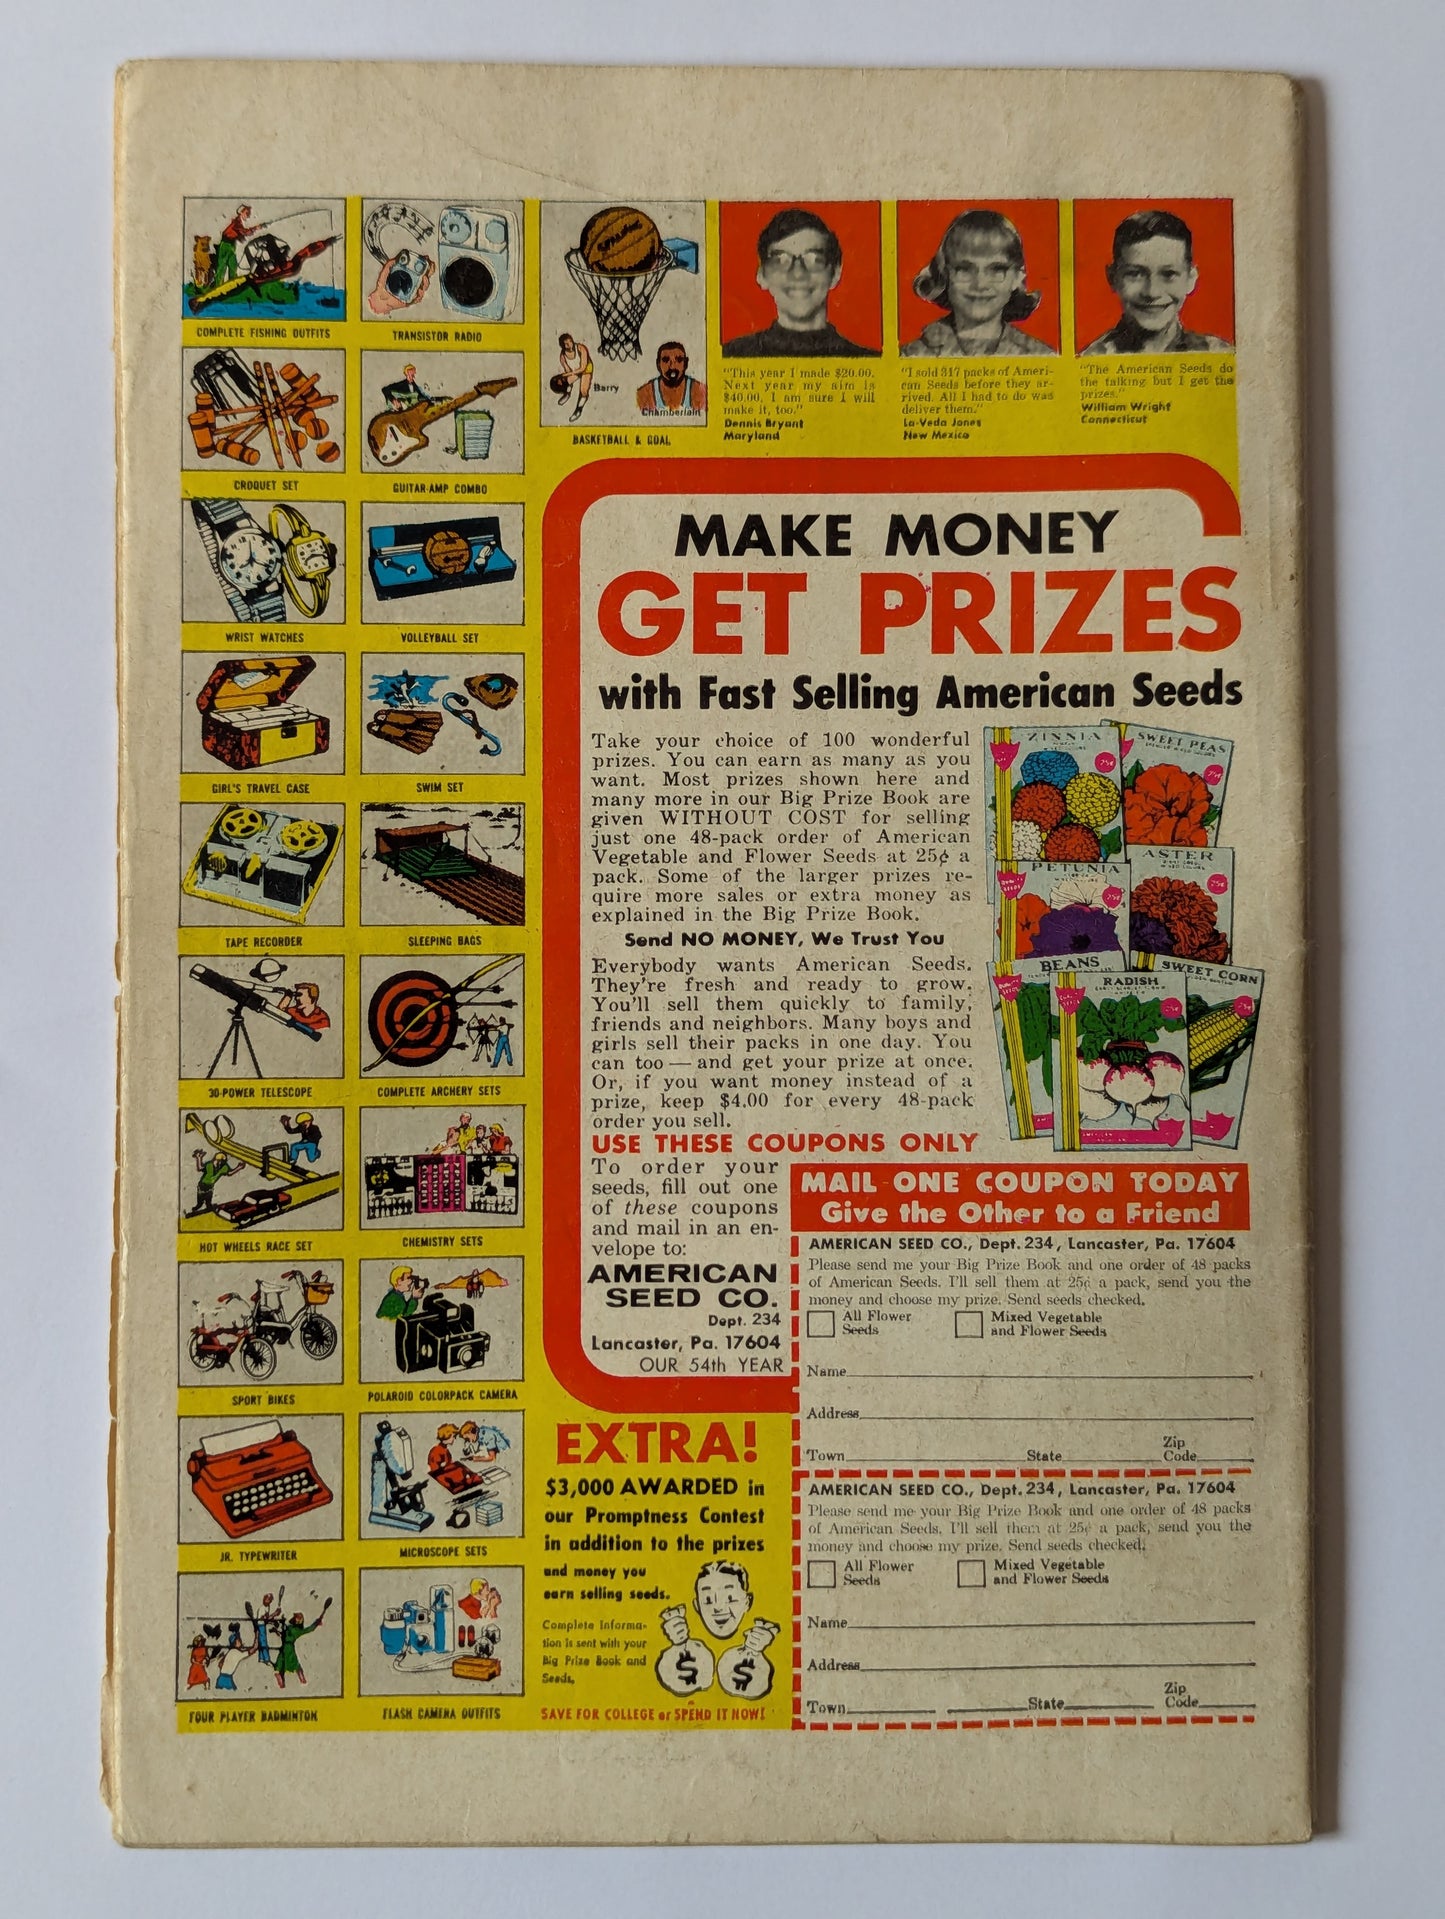 COMPLETE FISHING OUTFITS
TRANSISTOR RADIO
CROQUET SET
GUITAR-AMP COMBO
WRIST WATCHES
VOLLEYBALL SET
GIRL'S TRAVEL CASE
SWIM SET
TAPE RECORDER
SLEEPING BAGS
30-POWER TELESCOPE
COMPLETE ARCHERY SETS
HOT WHEELS RACE SET
CHEMISTRY SETS
SPORT BIKES
POLAROID COLORPACK CAMERA
JR. TYPEWRITER
MICROSCOPE SETS
FOUR PLAYER BADMINTON
FLASH CAMERA OUTFITS
Barry
Chamberlain
BASKETBALL & GOAL
"This year I made $20.00.
Next year my aim is
$40.00. I am sure I will
make it, too."
Dennis Bryant
Maryland
"I sold 317 packs of Ameri-
can Seeds before they ar-
rived. All I had to do was
deliver them."
La-Veda Jones
New Mexico
"The American Seeds do
the talking but I get the
prizes."
William Wright
Connecticut
MAKE MONEY
GET PRIZES
with Fast Selling American Seeds
Take your choice of 100 wonderful
prizes. You can earn as many as you
want. Most prizes shown here and
many more in our Big Prize Book are
given WITHOUT COST for selling
just one 48-pack order of American
Vegetable and Flower Seeds at 25¢ a
pack. Some of the larger prizes re-
quire more sales or extra money as
explained in the Big Prize Book.
Send NO MONEY, We Trust You
Everybody wants American Seeds.
They're fresh and ready to grow.
You'll sell them quickly to family,
friends and neighbors. Many boys and
girls sell their packs in one day. You
can too — and get your prize at once.
Or, if you want money instead of a
prize, keep $4.00 for every 48-pack
order you sell.
ZINNIA
25¢
SWEET PEAS
25¢
PETUNIA
25¢
ASTER
25¢
BEANS
RADISH
25¢
SWEET CORN
25¢
USE THESE COUPONS ONLY
To order your
seeds, fill out one
of these coupons
and mail in an en-
velope to:
AMERICAN
SEED CO.
Dept. 234
Lancaster, Pa. 17604
OUR 54th YEAR
MAIL ONE COUPON TODAY
Give the Other to a Friend
AMERICAN SEED CO., Dept. 234, Lancaster, Pa. 17604
Please send me your Big Prize Book and one order of 48 packs
of American Seeds. I'll sell them at 25¢ a pack, send you the
money and choose my prize. Send seeds checked.
All Flower
Seeds
Mixed Vegetable
and Flower Seeds
Name
Address
Town State Zip Code
AMERICAN SEED CO., Dept. 234, Lancaster, Pa. 17604
Please send me your Big Prize Book and one order of 48 packs
of American Seeds. I'll sell them at 25¢ a pack, send you the
money and choose my prize. Send seeds checked.
All Flower
Seeds
Mixed Vegetable
and Flower Seeds
Name
Address
Town State Zip Code
EXTRA!
$3,000 AWARDED in
our Promptness Contest
in addition to the prizes
and money you
earn selling seeds.
Complete informa-
tion is sent with your
Big Prize Book and
Seeds.
$ $
SAVE FOR COLLEGE or SPEND IT NOW!